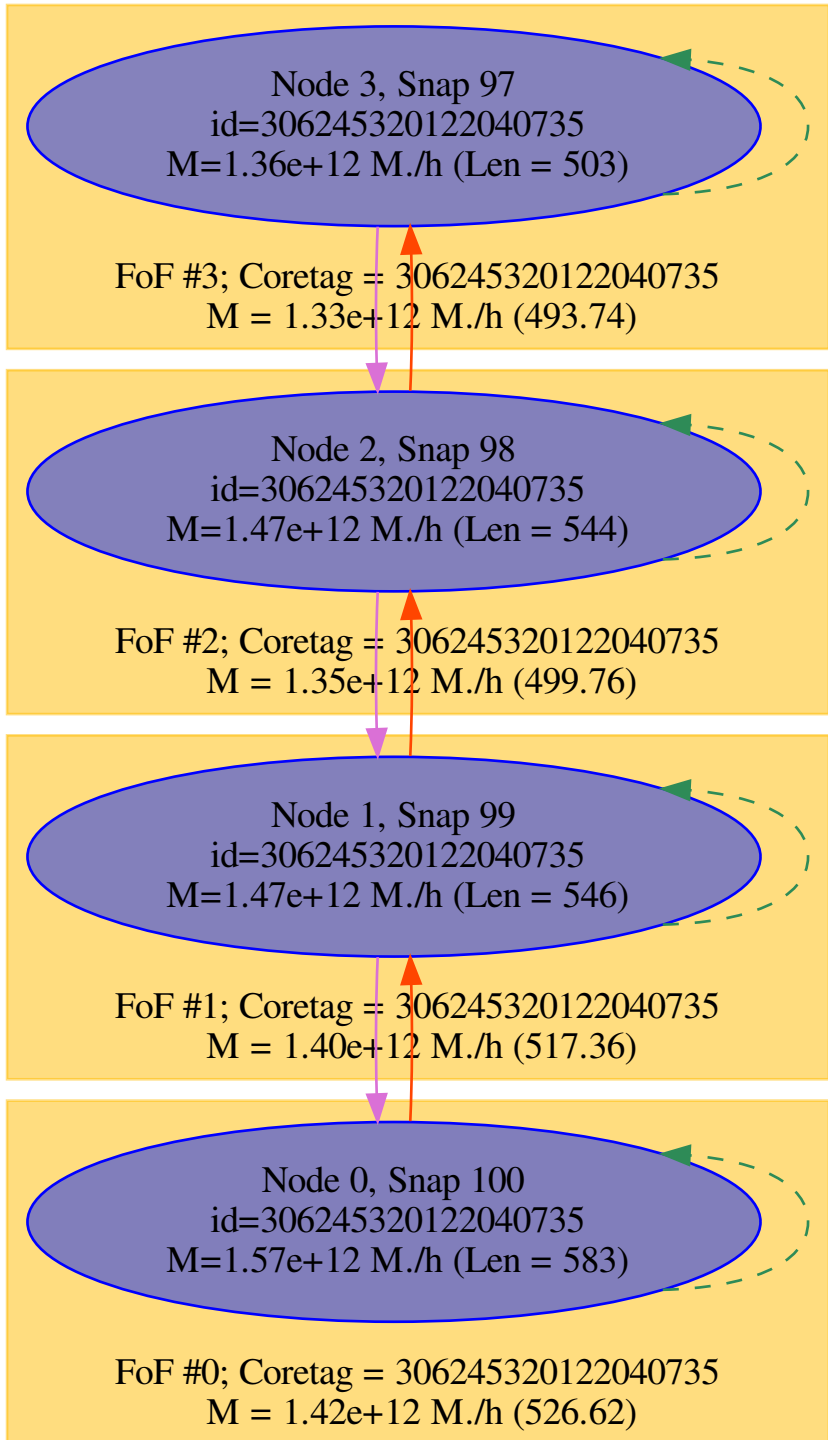 Node 3, Snap 97
id=306245320122040735
M=1.36e+12 M./h (Len = 503)
FoF #3; Coretag = 306245320122040735
M = 1.33e+12 M./h (493.74)
Node 2, Snap 98
id=306245320122040735
M=1.47e+12 M./h (Len = 544)
FoF #2; Coretag = 306245320122040735
M = 1.35e+12 M./h (499.76)
Node 1, Snap 99
id=306245320122040735
M=1.47e+12 M./h (Len = 546)
FoF #1; Coretag = 306245320122040735
M = 1.40e+12 M./h (517.36)
Node 0, Snap 100
id=306245320122040735
M=1.57e+12 M./h (Len = 583)
FoF #0; Coretag = 306245320122040735
M = 1.42e+12 M./h (526.62)